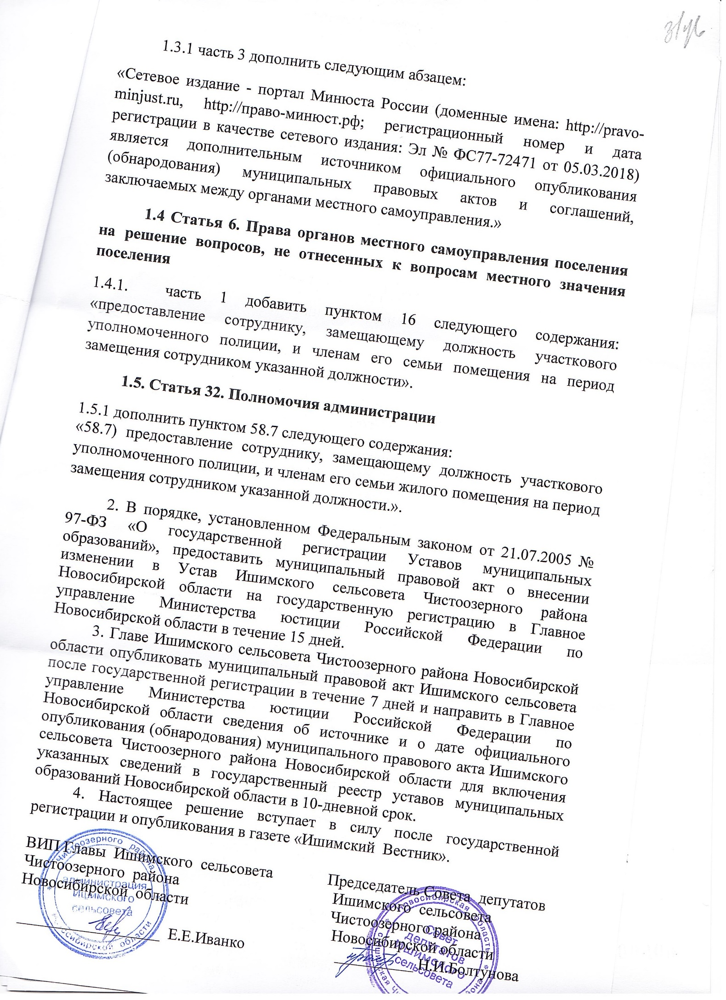 1.3.1 часть 3 дополнить следующим абзацем:
«Сетевое издание - портал Минюста России (доменные имена: http://pravo-
minjust.ru, http://право-минюст.рф; регистрационный номер и дата
регистрации в качестве сетевого издания: Эл № ФС77-72471 от 05.03.2018)
является дополнительным источником официального опубликования
(обнародования) муниципальных правовых актов и соглашений,
заключаемых между органами местного самоуправления.»
1.4 Статья 6. Права органов местного самоуправления поселения
на решение вопросов, не отнесенных к вопросам местного значения
поселения
1.4.1. часть 1 добавить пунктом 16 следующего содержания:
«предоставление сотруднику, замещающему должность участкового
уполномоченного полиции, и членам его семьи помещения на период
замещения сотрудником указанной должности».
1.5. Статья 32. Полномочия администрации
1.5.1 дополнить пунктом 58.7 следующего содержания:
«58.7) предоставление сотруднику, замещающему должность участкового
уполномоченного полиции, и членам его семьи жилого помещения на период
замещения сотрудником указанной должности.».
2. В порядке, установленном Федеральным законом от 21.07.2005 №
97-ФЗ «О государственной регистрации Уставов муниципальных
образований», предоставить муниципальный правовой акт о внесении
изменении в Устав Ишимского сельсовета Чистоозерного района
Новосибирской области на государственную регистрацию в Главное
управление Министерства юстиции Российской Федерации по
Новосибирской области в течение 15 дней.
3. Главе Ишимского сельсовета Чистоозерного района Новосибирской
области опубликовать муниципальный правовой акт Ишимского сельсовета
после государственной регистрации в течение 7 дней и направить в Главное
управление Министерства юстиции Российской Федерации по
Новосибирской области сведения об источнике и о дате официального
опубликования (обнародования) муниципального правового акта Ишимского
сельсовета Чистоозерного района Новосибирской области для включения
указанных сведений в государственный реестр уставов муниципальных
образований Новосибирской области в 10-дневной срок.
4. Настоящее решение вступает в силу после государственной
регистрации и опубликования в газете «Ишимский Вестник».
ВИП Главы Ишимского сельсовета
Чистоозерного района
Новосибирской области
Е.Е.Иванко
Чистоозерного района
администрация
Ишимского
сельсовета
области
Председатель Совета депутатов
Ишимского сельсовета
Чистоозерного района
Новосибирской области
Н.И.Болтунова
Новосибирская область
Совет
депутатов
Ишимского
сельсовета